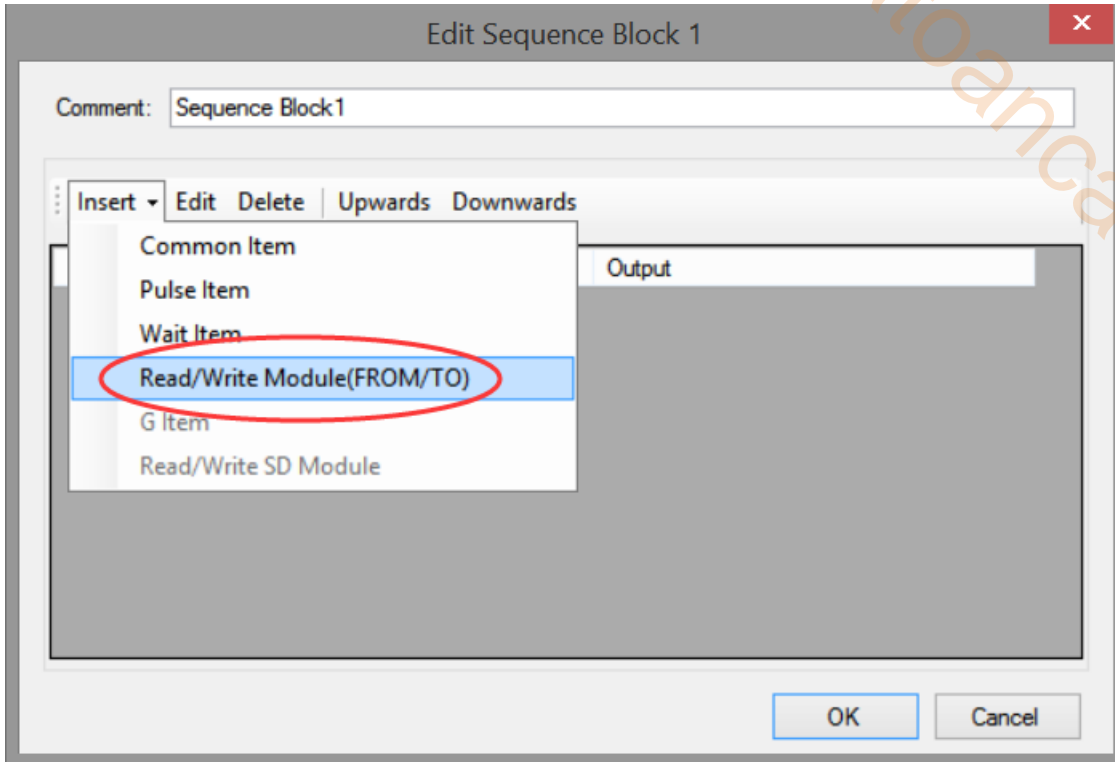 Edit Sequence Block 1
Comment: Sequence Block1
Insert Edit Delete Upwards Downwards
Common Item
Output
Pulse Item
Wait Item
Read/Write Module(FROM/TO)
G Item
Read/Write SD Module
OK Cancel